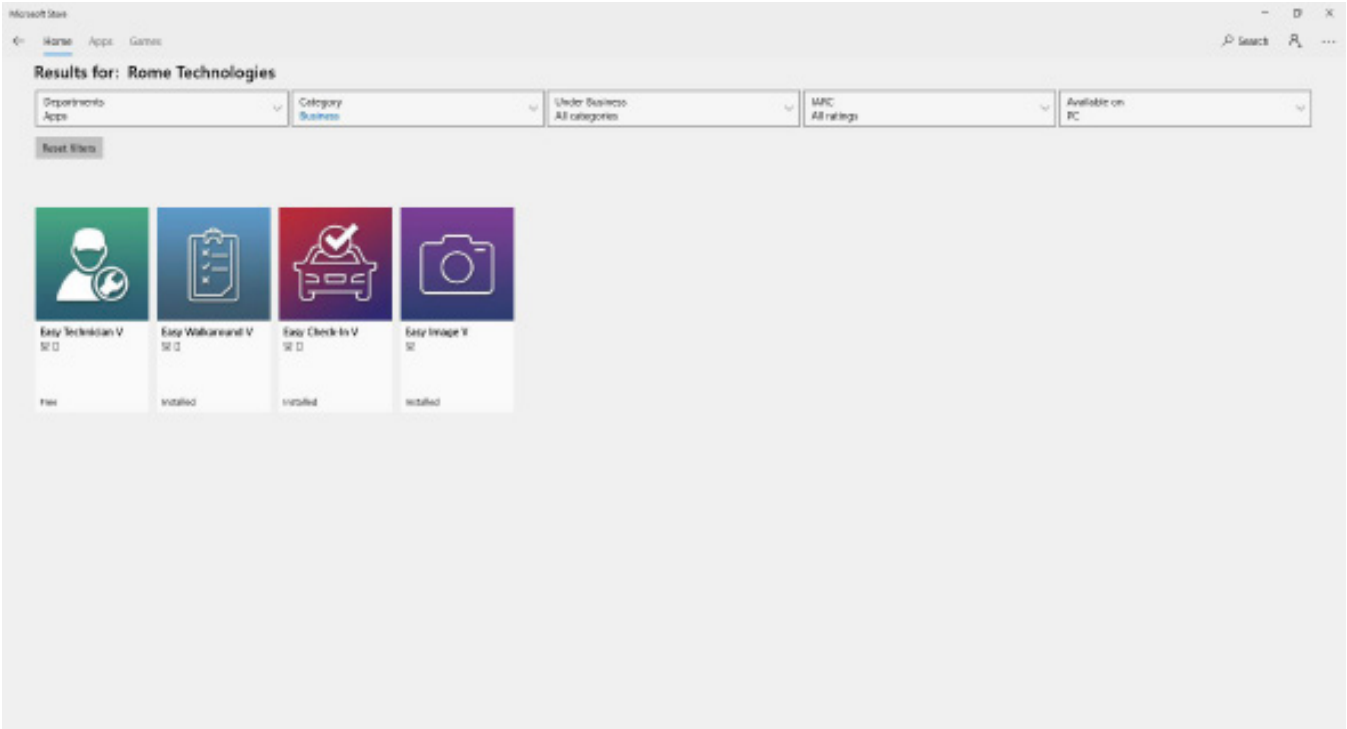 Microsoft Store
Home Apps Games
Search
Results for: Rome Technologies
Departments
Apps
Category
Business
Under Business
All categories
IARC
All ratings
Available on
PC
Reset filters
Easy Technician V
Free
Easy Walkaround V
Installed
Easy Check-In V
Installed
Easy Image V
Installed